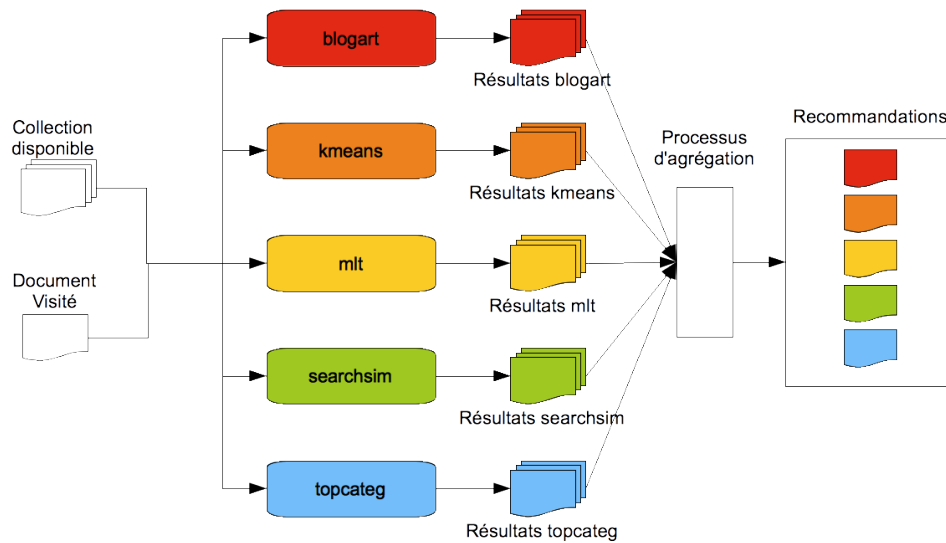 blogart
Résultats blogart
Collection
disponible
kmeans
Résultats kmeans
Processus
d'agrégation
Recommandations
mlt
Résultats mlt
Document
Visité
searchsim
Résultats searchsim
topcateg
Résultats topcateg